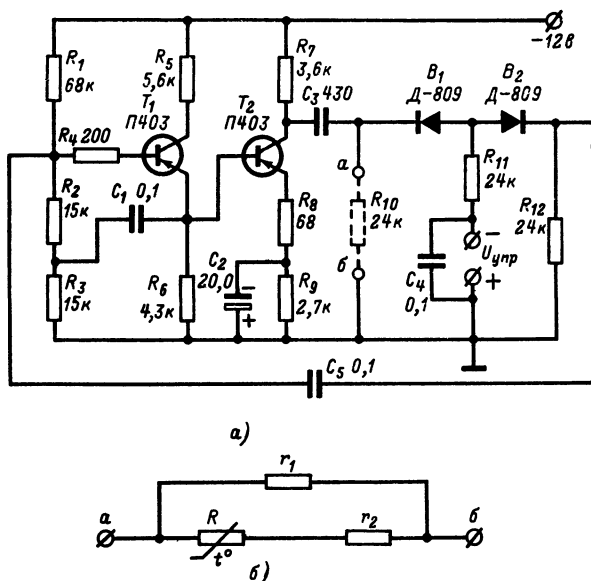 R₁
68к
R₅
5,6к
R₇
3,6к
–12в
T₁
П403
T₂
П403
C₃ 430
B₁
Д–809
B₂
Д–809
R₄ 200
R₂
15к
C₁ 0,1
а
R₁₀
24к
б
R₈
68
R₁₁
24к
R₁₂
24к
R₃
15к
R₆
4,3к
C₂
20,0
–
+
R₉
2,7к
C₄
0,1
–
Uупр
+
C₅ 0,1
а)
r₁
а
R
t°
r₂
б
б)